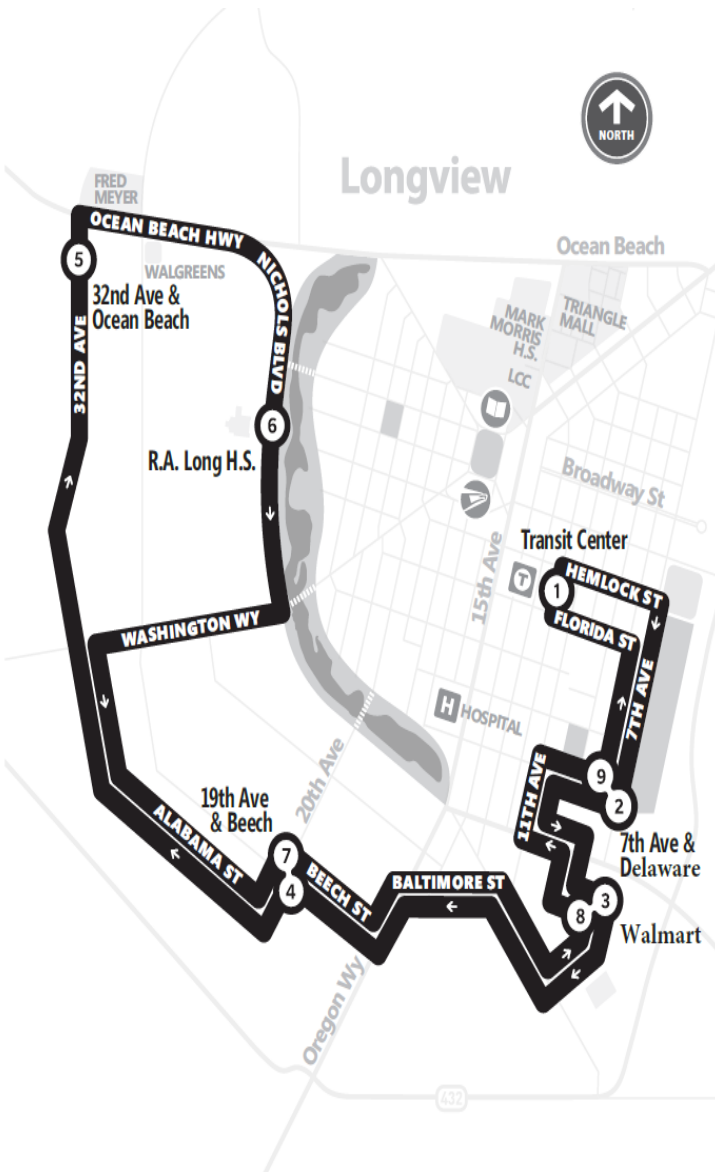 NORTH
Longview
FRED
MEYER
OCEAN BEACH HWY
Ocean Beach
5
WALGREENS
NICHOLS BLVD
32nd Ave &
Ocean Beach
TRIANGLE
MALL
MARK
MORRIS
H.S.
LCC
32ND AVE
6
R.A. Long H.S.
Broadway St
Transit Center
15th Ave
T
1
HEMLOCK ST
FLORIDA ST
WASHINGTON WY
7TH AVE
H
HOSPITAL
20th Ave
19th Ave
& Beech
11TH AVE
9
2
ALABAMA ST
7
4
BEECH ST
BALTIMORE ST
7th Ave &
Delaware
3
8
Walmart
Oregon Wy
432